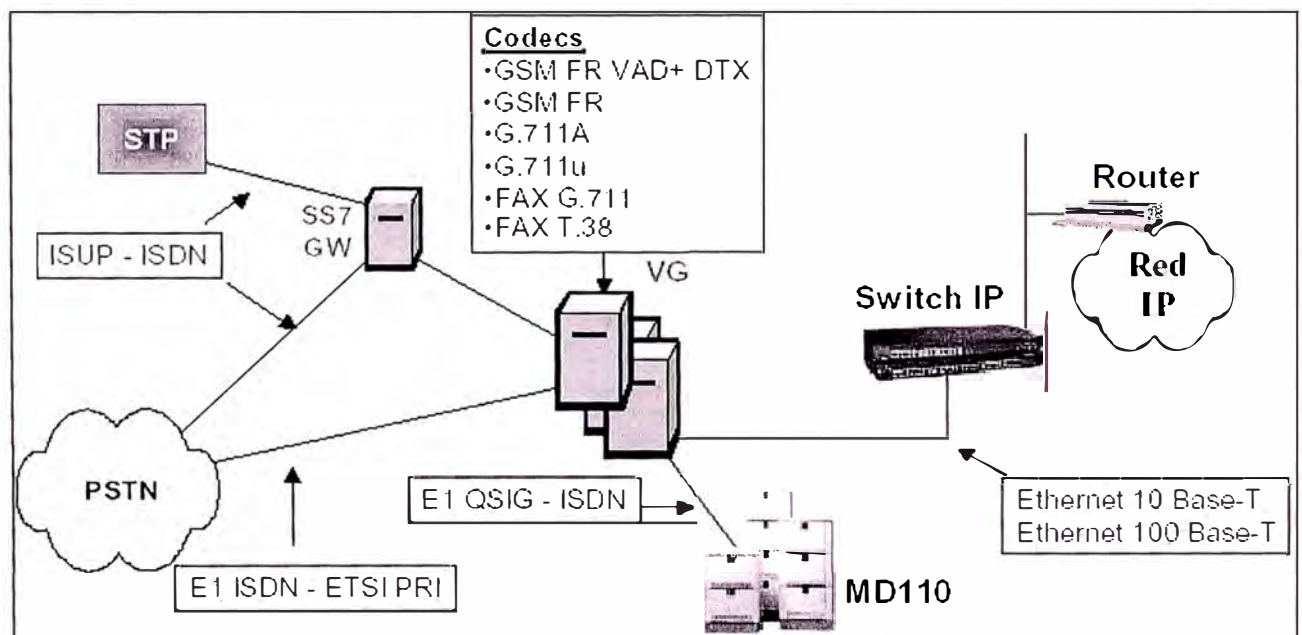 Codecs
•GSM FR VAD+ DTX
•GSM FR
•G.711A
•G.711u
•FAX G.711
•FAX T.38
STP
SS7
GW
ISUP - ISDN
VG
Router
Red
IP
Switch IP
PSTN
E1 QSIG - ISDN
Ethernet 10 Base-T
Ethernet 100 Base-T
E1 ISDN - ETSI PRI
MD110